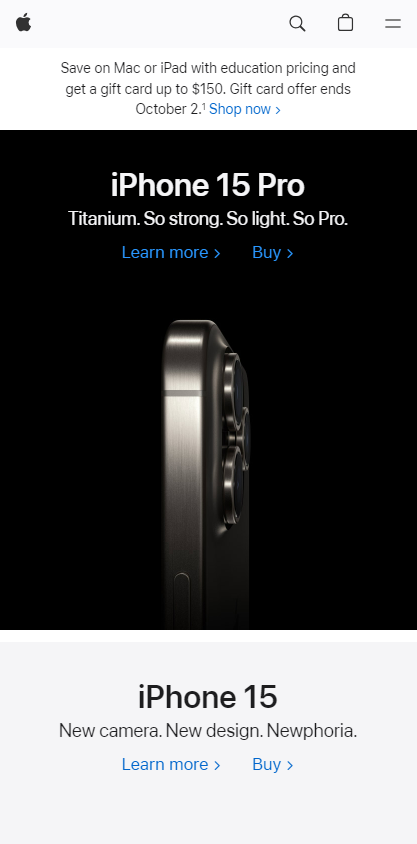 Save on Mac or iPad with education pricing and
get a gift card up to $150. Gift card offer ends
October 2.¹ Shop now >
iPhone 15 Pro
Titanium. So strong. So light. So Pro.
Learn more > Buy >
iPhone 15
New camera. New design. Newphoria.
Learn more > Buy >